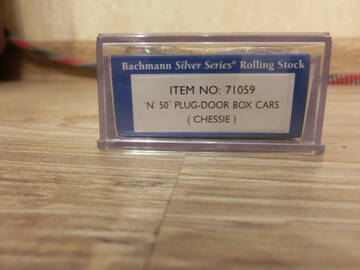 Bachmann Silver Series® Rolling Stock
ITEM NO: 71059
'N' 50' PLUG-DOOR BOX CARS
( CHESSIE )